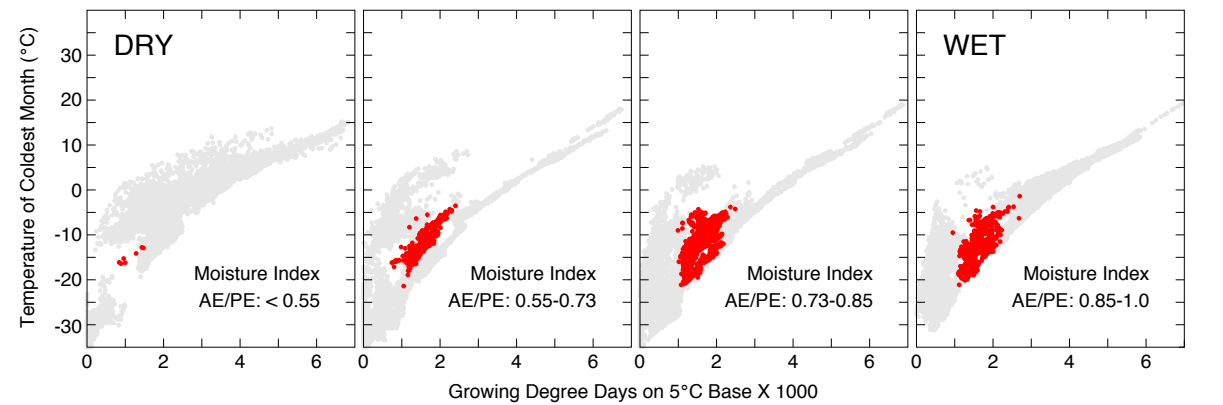 DRY
WET
Temperature of Coldest Month (°C)
30
20
10
0
-10
-20
-30
Moisture Index
AE/PE: < 0.55
Moisture Index
AE/PE: 0.55-0.73
Moisture Index
AE/PE: 0.73-0.85
Moisture Index
AE/PE: 0.85-1.0
0 2 4 6 0 2 4 6 0 2 4 6 0 2 4 6
Growing Degree Days on 5°C Base X 1000